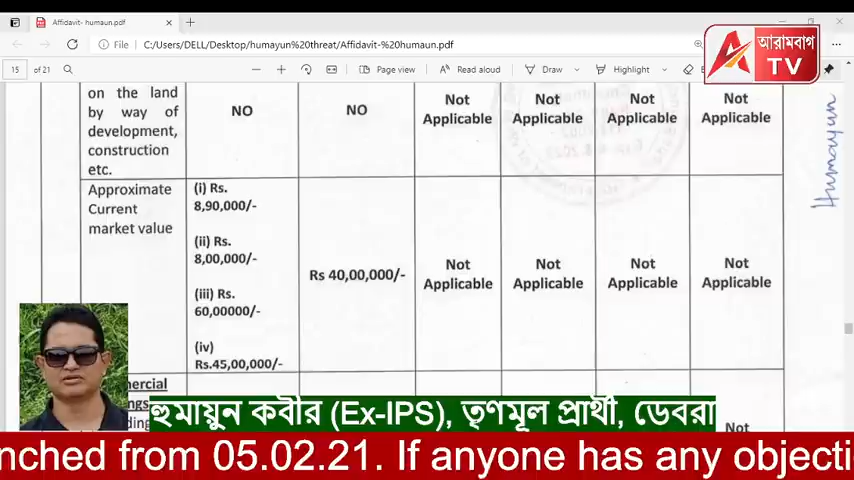 Affidavit- humaun.pdf
File
C:/Users/DELL/Desktop/humayun%20threat/Affidavit-%20humaun.pdf
15 of 21
Page view
Read aloud
Draw
Highlight
আরামবাগ
TV
on the land
by way of
development,
construction
etc.
NO
NO
Not Applicable
Not Applicable
Not Applicable
Not Applicable
Humayun
Approximate
Current
market value
(i) Rs.
8,90,000/-
(ii) Rs.
8,00,000/-
(iii) Rs.
60,00000/-
(iv)
Rs.45,00,000/-
Rs 40,00,000/-
Not Applicable
Not Applicable
Not Applicable
Not Applicable
Not
হুমায়ুন কবীর (Ex-IPS), তৃণমূল প্রার্থী, ডেবরা
nched from 05.02.21. If anyone has any objecti